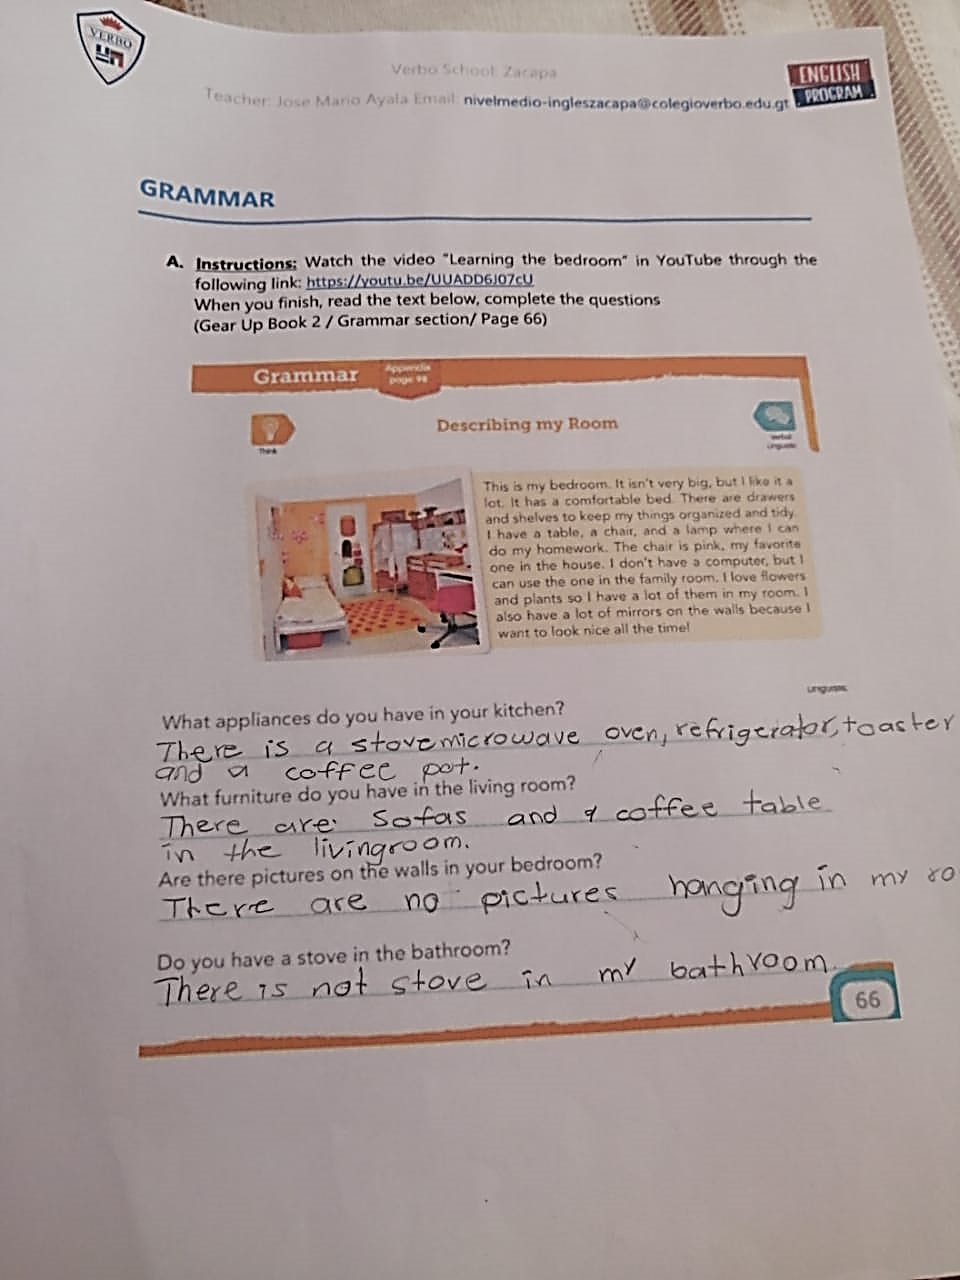 VERBO
Verbo School: Zacapa
ENGLISH
PROGRAM
Teacher: Jose Mario Ayala Email: nivelmedio-ingleszacapa@colegioverbo.edu.gt
GRAMMAR
A. Instructions: Watch the video "Learning the bedroom" in YouTube through the
following link: https://youtu.be/UUADD6J07cU
When you finish, read the text below, complete the questions
(Gear Up Book 2 / Grammar section/ Page 66)
Grammar
Appendix
page 98
Describing my Room
Think
Verbal
Linguistic
This is my bedroom. It isn't very big, but I like it a
lot. It has a comfortable bed. There are drawers
and shelves to keep my things organized and tidy.
I have a table, a chair, and a lamp where I can
do my homework. The chair is pink, my favorite
one in the house. I don't have a computer, but I
can use the one in the family room. I love flowers
and plants so I have a lot of them in my room. I
also have a lot of mirrors on the walls because I
want to look nice all the time!
Linguistic
What appliances do you have in your kitchen?
There is a stove microwave oven, refrigerator, toaster
and a coffee pot.
What furniture do you have in the living room?
There are sofas and a coffee table
in the livingroom.
Are there pictures on the walls in your bedroom?
There are no pictures hanging in my ro
Do you have a stove in the bathroom?
There is not stove in my bathroom.
66